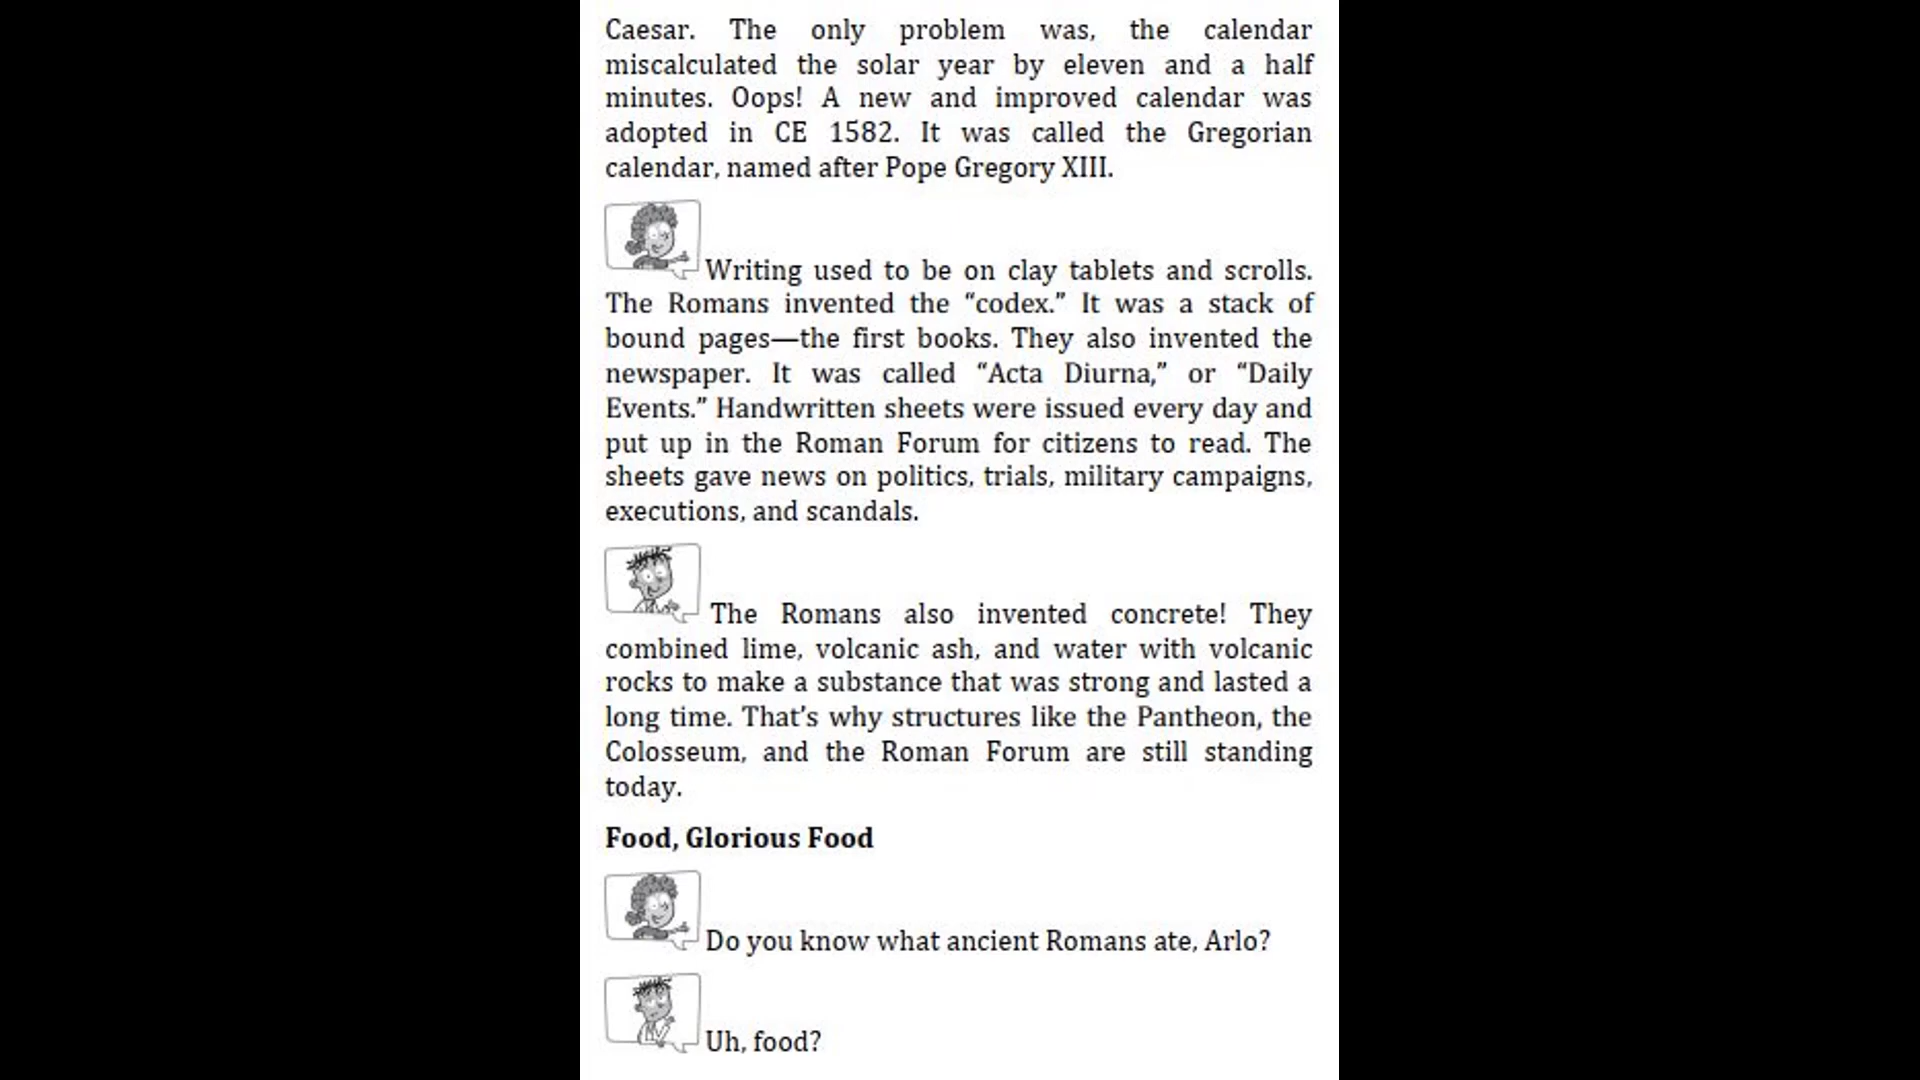 Caesar. The only problem was, the calendar
miscalculated the solar year by eleven and a half
minutes. Oops! A new and improved calendar was
adopted in CE 1582. It was called the Gregorian
calendar, named after Pope Gregory XIII.
Writing used to be on clay tablets and scrolls.
The Romans invented the “codex.” It was a stack of
bound pages—the first books. They also invented the
newspaper. It was called “Acta Diurna,” or “Daily
Events.” Handwritten sheets were issued every day and
put up in the Roman Forum for citizens to read. The
sheets gave news on politics, trials, military campaigns,
executions, and scandals.
The Romans also invented concrete! They
combined lime, volcanic ash, and water with volcanic
rocks to make a substance that was strong and lasted a
long time. That’s why structures like the Pantheon, the
Colosseum, and the Roman Forum are still standing
today.
Food, Glorious Food
Do you know what ancient Romans ate, Arlo?
Uh, food?